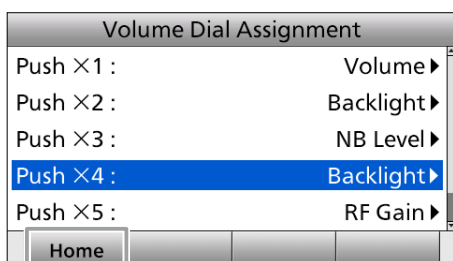 Volume Dial Assignment
Push ×1 : Volume
Push ×2 : Backlight
Push ×3 : NB Level
Push ×4 : Backlight
Push ×5 : RF Gain
Home